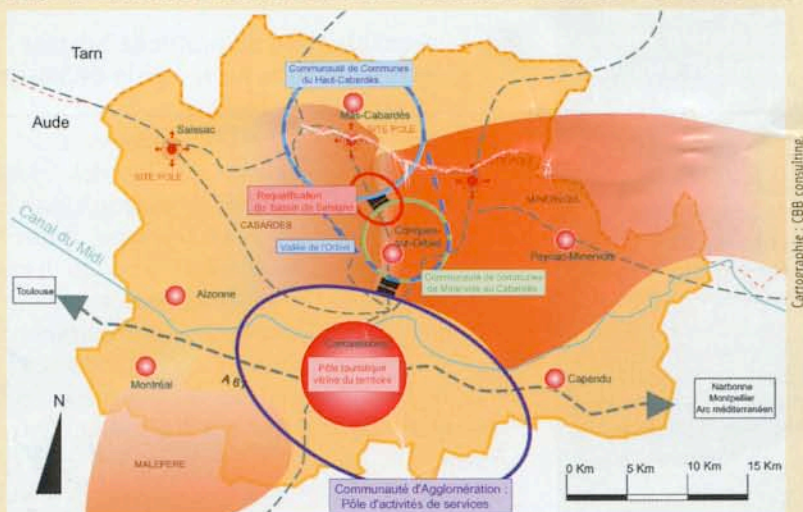 Tarn
Communauté de Communes
du Haut-Cabardès
Aude
Mas-Cabardès
Saissac
SITE POLE
SITE POLE
Requalification
du bassin de Salsigne
MINERVOIS
CABARDES
Conques-
sur-Orbiel
Vallée de l'Orbiel
Peyriac-Minervois
Canal du Midi
Communauté de communes
de Minervois au Cabardès
Toulouse
Alzonne
Carcassonne
Pôle touristique
vitrine du territoire
Montréal
A 61
Capendu
Narbonne
Montpellier
Arc méditerranéen
N
MALEPERE
0 Km 5 Km 10 Km 15 Km
Communauté d'Agglomération :
Pôle d'activités de services
Cartographie : CBB consulting